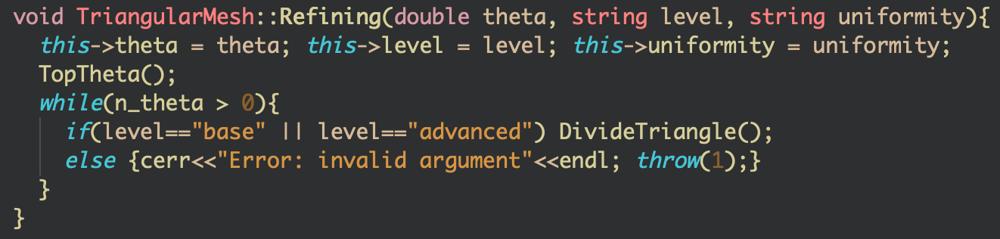 void TriangularMesh::Refining(double theta, string level, string uniformity){
  this->theta = theta; this->level = level; this->uniformity = uniformity;
  TopTheta();
  while(n_theta > 0){
    if(level=="base" || level=="advanced") DivideTriangle();
    else {cerr<<"Error: invalid argument"<<endl; throw(1);}
  }
}